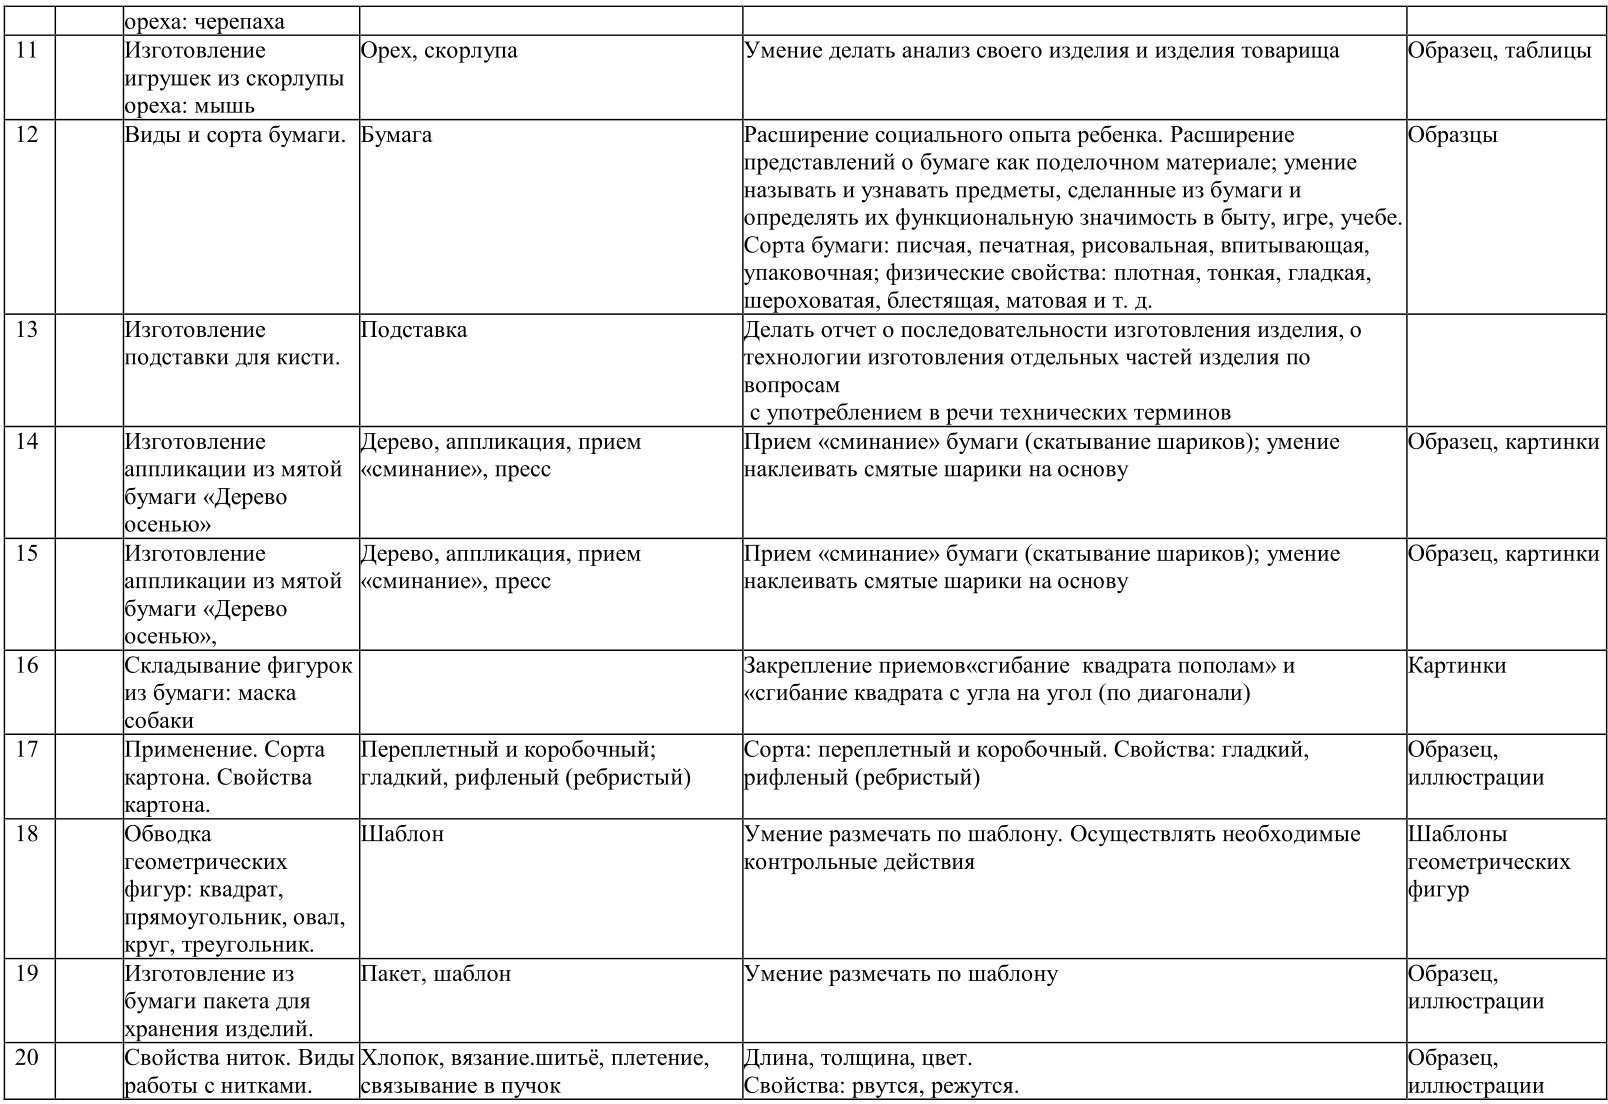 ореха: черепаха
11
Изготовление
игрушек из скорлупы
ореха: мышь
Орех, скорлупа
Умение делать анализ своего изделия и изделия товарища
Образец, таблицы
12
Виды и сорта бумаги.
Бумага
Расширение социального опыта ребенка. Расширение
представлений о бумаге как поделочном материале; умение
называть и узнавать предметы, сделанные из бумаги и
определять их функциональную значимость в быту, игре, учебе.
Сорта бумаги: писчая, печатная, рисовальная, впитывающая,
упаковочная; физические свойства: плотная, тонкая, гладкая,
шероховатая, блестящая, матовая и т. д.
Образцы
13
Изготовление
подставки для кисти.
Подставка
Делать отчет о последовательности изготовления изделия, о
технологии изготовления отдельных частей изделия по
вопросам
с употреблением в речи технических терминов
14
Изготовление
аппликации из мятой
бумаги «Дерево
осенью»
Дерево, аппликация, прием
«сминание», пресс
Прием «сминание» бумаги (скатывание шариков); умение
наклеивать смятые шарики на основу
Образец, картинки
15
Изготовление
аппликации из мятой
бумаги «Дерево
осенью»,
Дерево, аппликация, прием
«сминание», пресс
Прием «сминание» бумаги (скатывание шариков); умение
наклеивать смятые шарики на основу
Образец, картинки
16
Складывание фигурок
из бумаги: маска
собаки
Закрепление приемов«сгибание  квадрата пополам» и
«сгибание квадрата с угла на угол (по диагонали)
Картинки
17
Применение. Сорта
картона. Свойства
картона.
Переплетный и коробочный;
гладкий, рифленый (ребристый)
Сорта: переплетный и коробочный. Свойства: гладкий,
рифленый (ребристый)
Образец,
иллюстрации
18
Обводка
геометрических
фигур: квадрат,
прямоугольник, овал,
круг, треугольник.
Шаблон
Умение размечать по шаблону. Осуществлять необходимые
контрольные действия
Шаблоны
геометрических
фигур
19
Изготовление из
бумаги пакета для
хранения изделий.
Пакет, шаблон
Умение размечать по шаблону
Образец,
иллюстрации
20
Свойства ниток. Виды
работы с нитками.
Хлопок, вязание.шитьё, плетение,
связывание в пучок
Длина, толщина, цвет.
Свойства: рвутся, режутся.
Образец,
иллюстрации